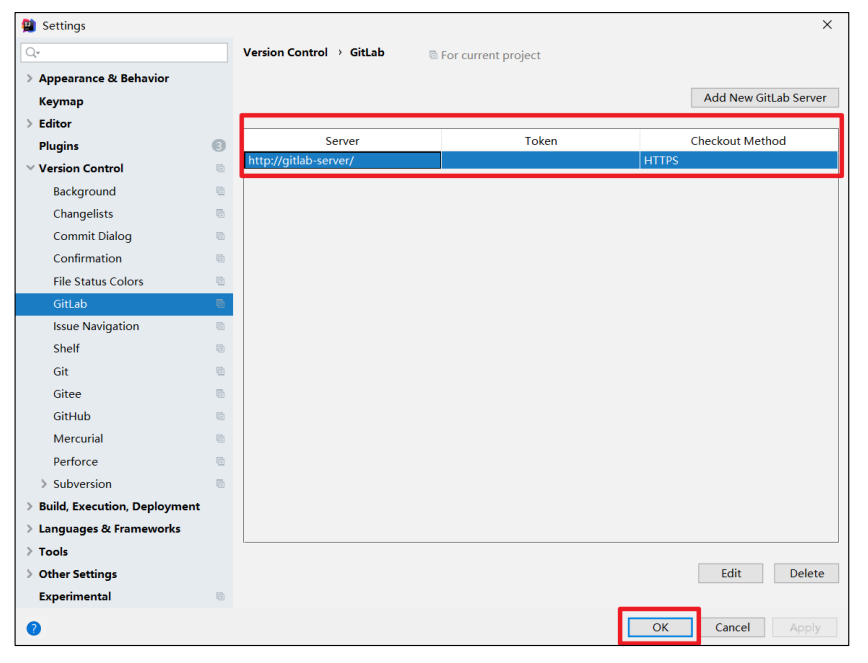 Settings
Version Control › GitLab For current project
Appearance & Behavior
Keymap
Editor
Plugins 3
Version Control
Background
Changelists
Commit Dialog
Confirmation
File Status Colors
GitLab
Issue Navigation
Shelf
Git
Gitee
GitHub
Mercurial
Perforce
Subversion
Build, Execution, Deployment
Languages & Frameworks
Tools
Other Settings
Experimental
Add New GitLab Server
Server Token Checkout Method
http://gitlab-server/ HTTPS
Edit Delete
? OK Cancel Apply